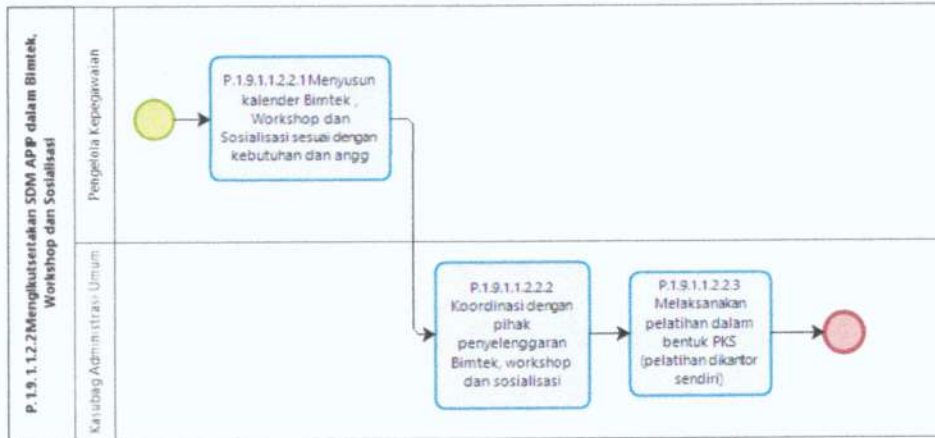 P.1.9.1.1.2.2 Mengikutsertakan SDM APIP dalam Bimtek,
Workshop dan Sosialisasi
Pengelola Kepegawaian
P.1.9.1.1.2.2.1 Menyusun
kalender Bimtek ,
Workshop dan
Sosialisasi sesuai dengan
kebutuhan dan angg
Kasubag Administrasi Umum
P.1.9.1.1.2.2.2
Koordinasi dengan
pihak
penyelenggaran
Bimtek, workshop
dan sosialisasi
P.1.9.1.1.2.2.3
Melaksanakan
pelatihan dalam
bentuk PKS
(pelatihan dikantor
sendiri)